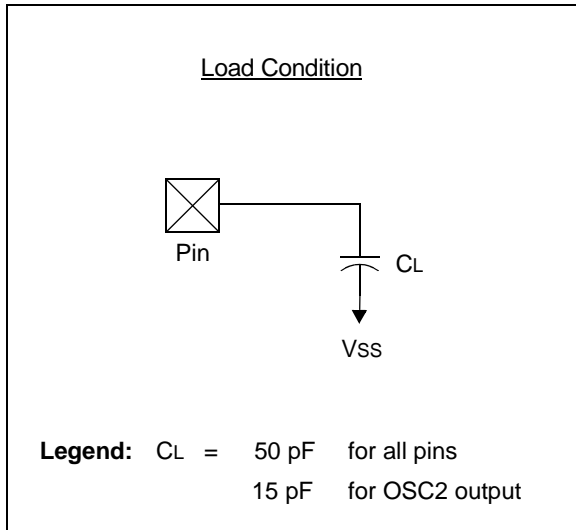 Load Condition
Pin
CL
VSS
Legend: CL = 50 pF for all pins
15 pF for OSC2 output